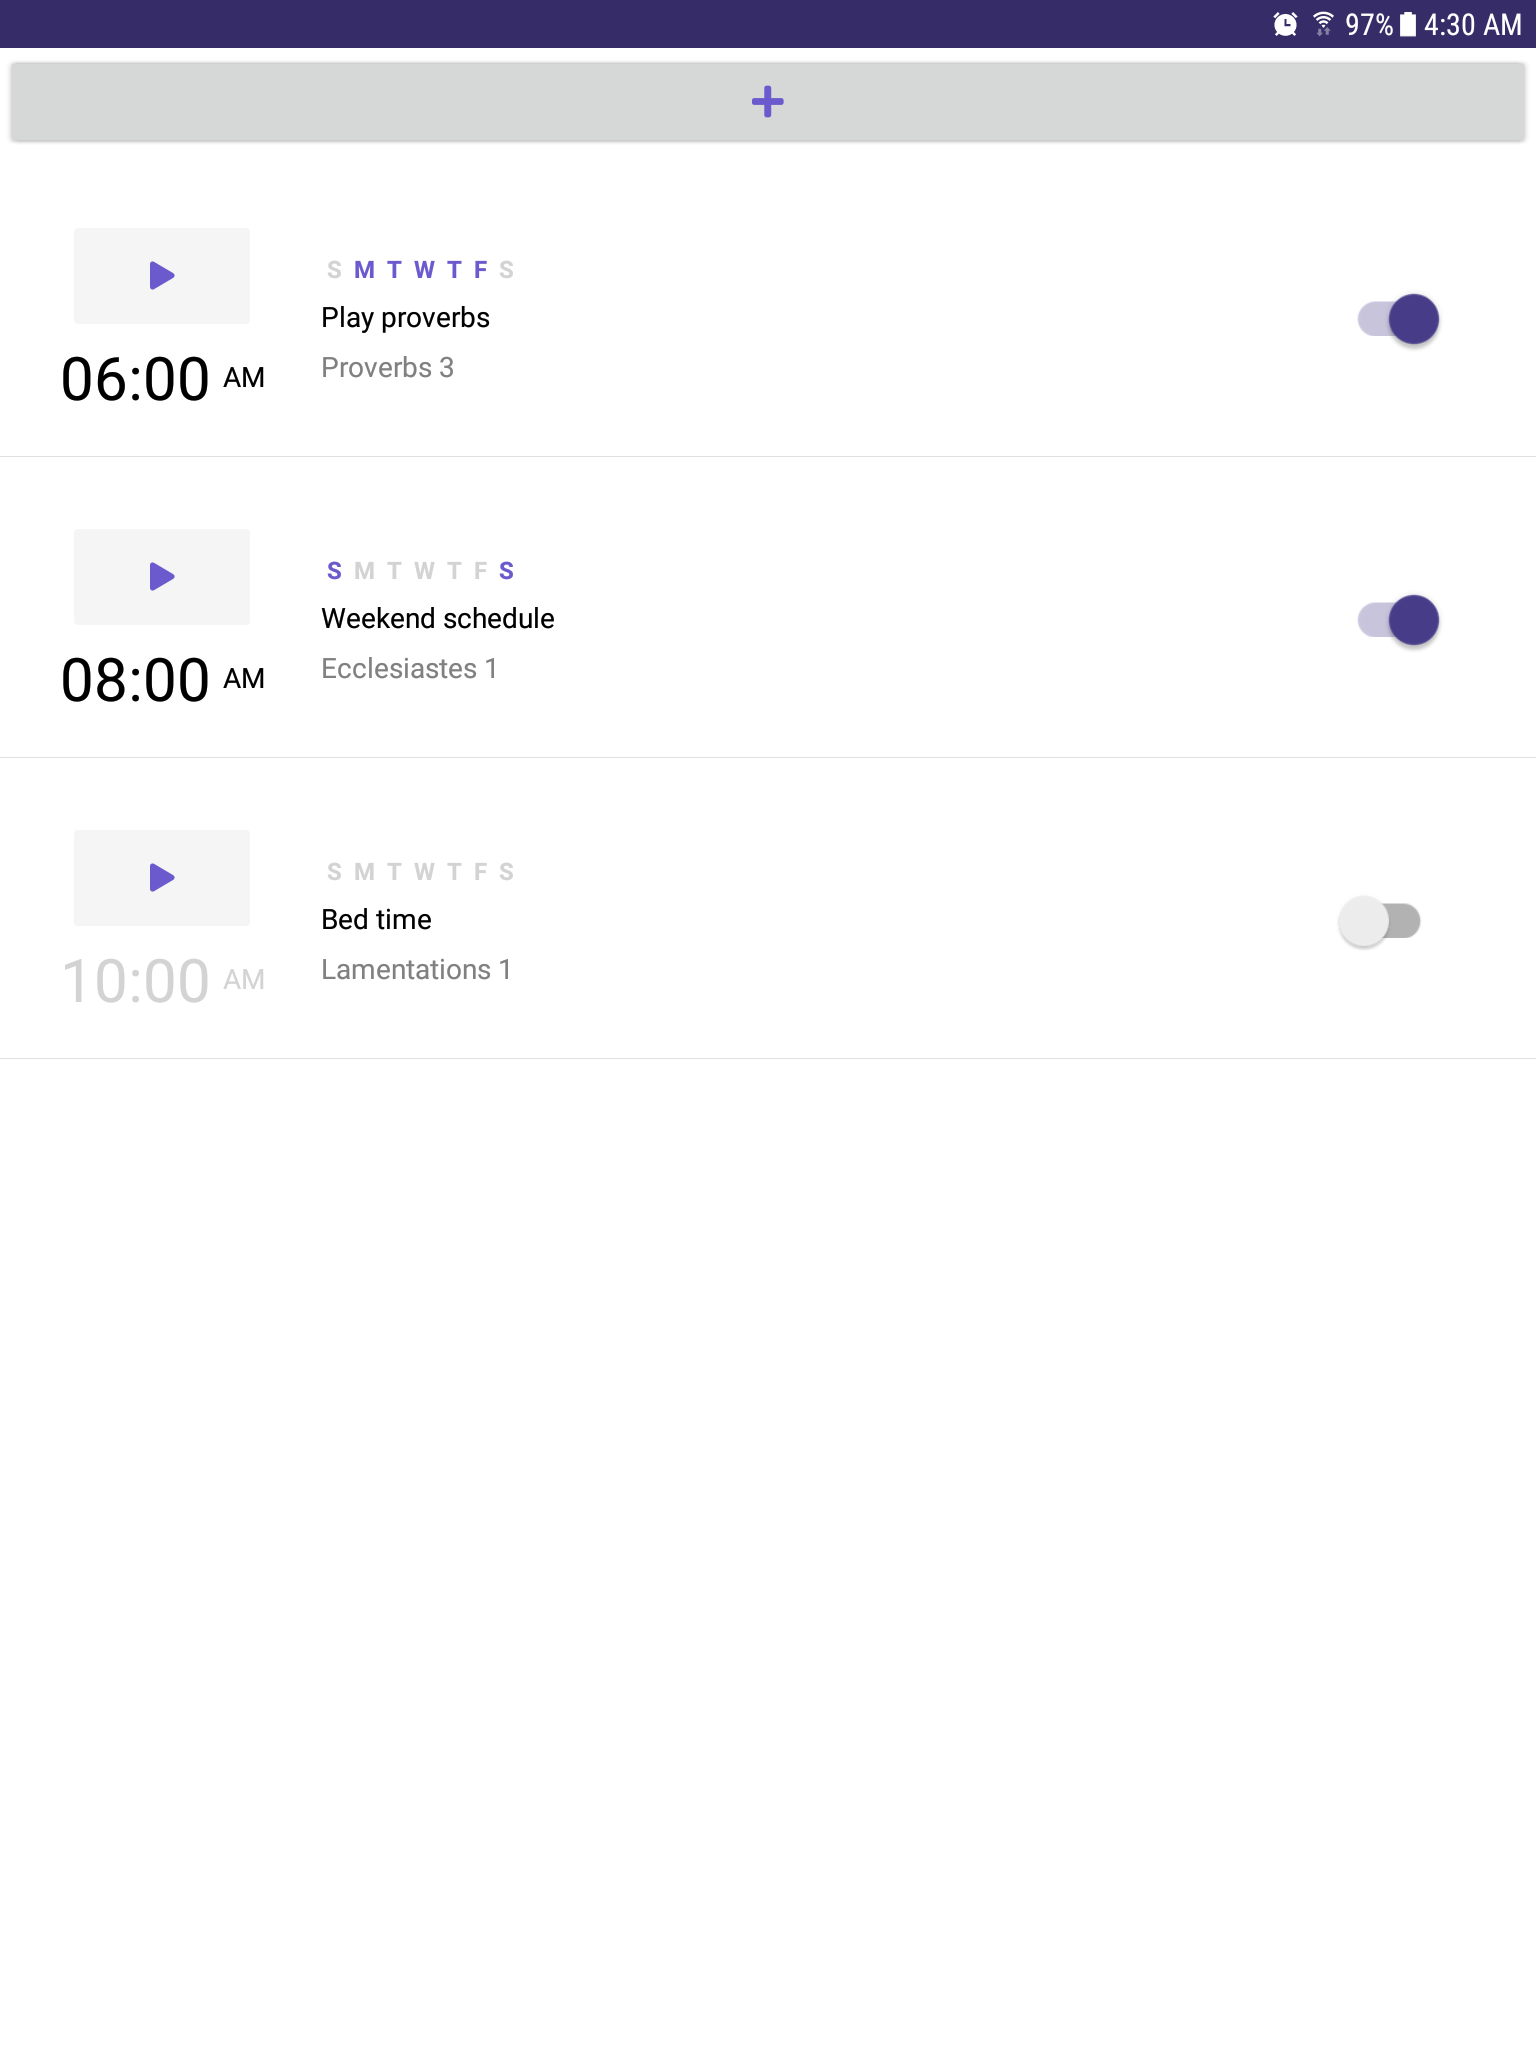 97% 4:30 AM
S M T W T F S
Play proverbs
06:00 AM
Proverbs 3
S M T W T F S
Weekend schedule
08:00 AM
Ecclesiastes 1
S M T W T F S
Bed time
10:00 AM
Lamentations 1